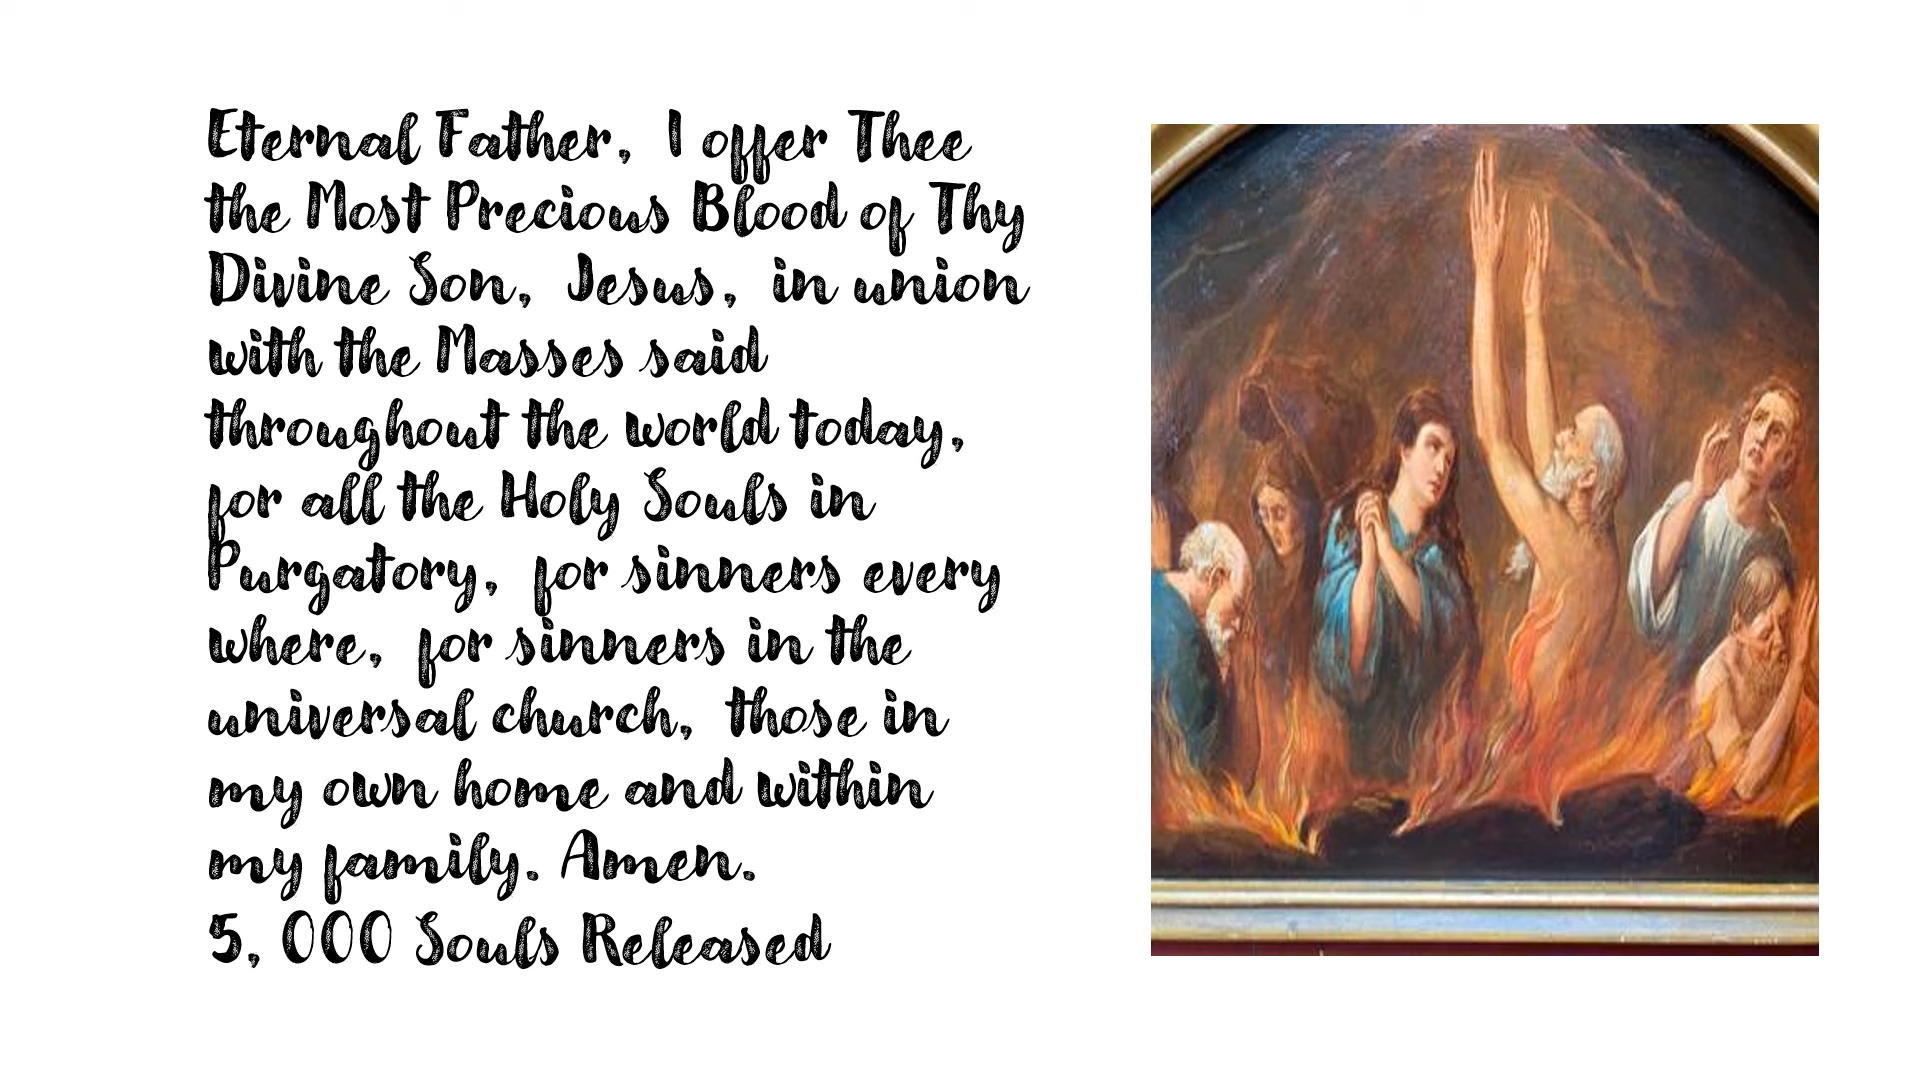 Eternal Father, I offer Thee
the Most Precious Blood of Thy
Divine Son, Jesus, in union
with the Masses said
throughout the world today,
for all the Holy Souls in
Purgatory, for sinners every
where, for sinners in the
universal church, those in
my own home and within
my family. Amen.
5, 000 Souls Released